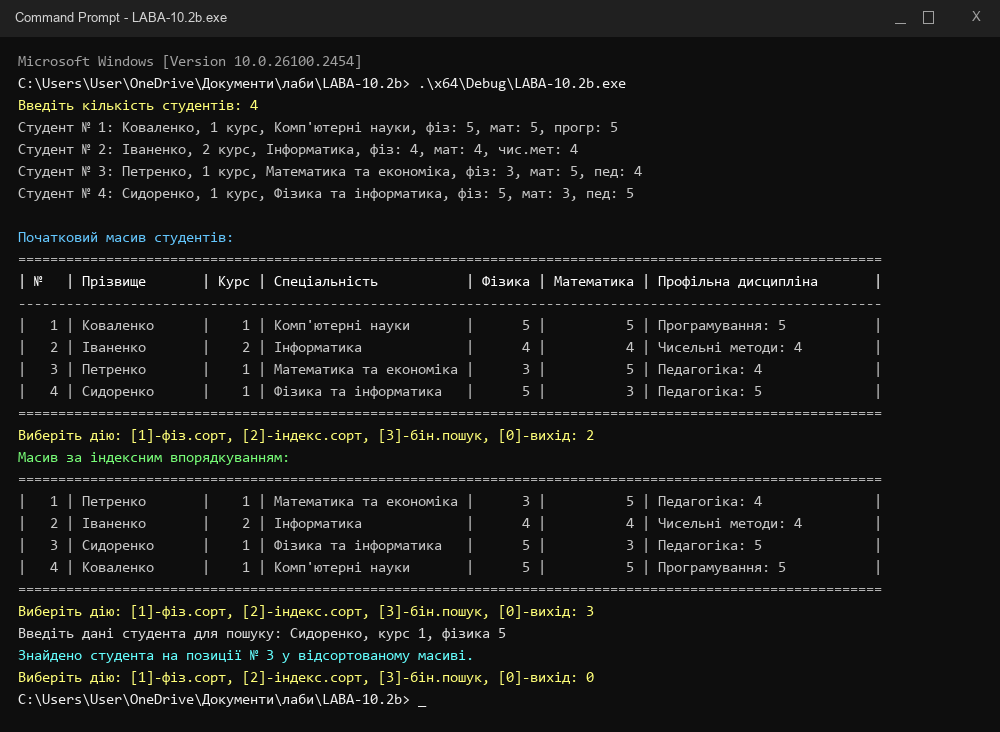 Command Prompt - LABA-10.2b.exe _ □ X
Microsoft Windows [Version 10.0.26100.2454]
C:\Users\User\OneDrive\Документи\лаби\LABA-10.2b> .\x64\Debug\LABA-10.2b.exe
Введіть кількість студентів: 4
Студент № 1: Коваленко, 1 курс, Комп'ютерні науки, фіз: 5, мат: 5, прогр: 5
Студент № 2: Іваненко, 2 курс, Інформатика, фіз: 4, мат: 4, чис.мет: 4
Студент № 3: Петренко, 1 курс, Математика та економіка, фіз: 3, мат: 5, пед: 4
Студент № 4: Сидоренко, 1 курс, Фізика та інформатика, фіз: 5, мат: 3, пед: 5
Початковий масив студентів:
============================================================================================================
| №   | Прізвище       | Курс | Спеціальність           | Фізика | Математика | Профільна дисципліна       |
------------------------------------------------------------------------------------------------------------
|   1 | Коваленко      |    1 | Комп'ютерні науки       |      5 |          5 | Програмування: 5           |
|   2 | Іваненко       |    2 | Інформатика             |      4 |          4 | Чисельні методи: 4         |
|   3 | Петренко       |    1 | Математика та економіка |      3 |          5 | Педагогіка: 4              |
|   4 | Сидоренко      |    1 | Фізика та інформатика   |      5 |          3 | Педагогіка: 5              |
============================================================================================================
Виберіть дію: [1]-фіз.сорт, [2]-індекс.сорт, [3]-бін.пошук, [0]-вихід: 2
Масив за індексним впорядкуванням:
============================================================================================================
|   1 | Петренко       |    1 | Математика та економіка |      3 |          5 | Педагогіка: 4              |
|   2 | Іваненко       |    2 | Інформатика             |      4 |          4 | Чисельні методи: 4         |
|   3 | Сидоренко      |    1 | Фізика та інформатика   |      5 |          3 | Педагогіка: 5              |
|   4 | Коваленко      |    1 | Комп'ютерні науки       |      5 |          5 | Програмування: 5           |
============================================================================================================
Виберіть дію: [1]-фіз.сорт, [2]-індекс.сорт, [3]-бін.пошук, [0]-вихід: 3
Введіть дані студента для пошуку: Сидоренко, курс 1, фізика 5
Знайдено студента на позиції № 3 у відсортованому масиві.
Виберіть дію: [1]-фіз.сорт, [2]-індекс.сорт, [3]-бін.пошук, [0]-вихід: 0
C:\Users\User\OneDrive\Документи\лаби\LABA-10.2b> _